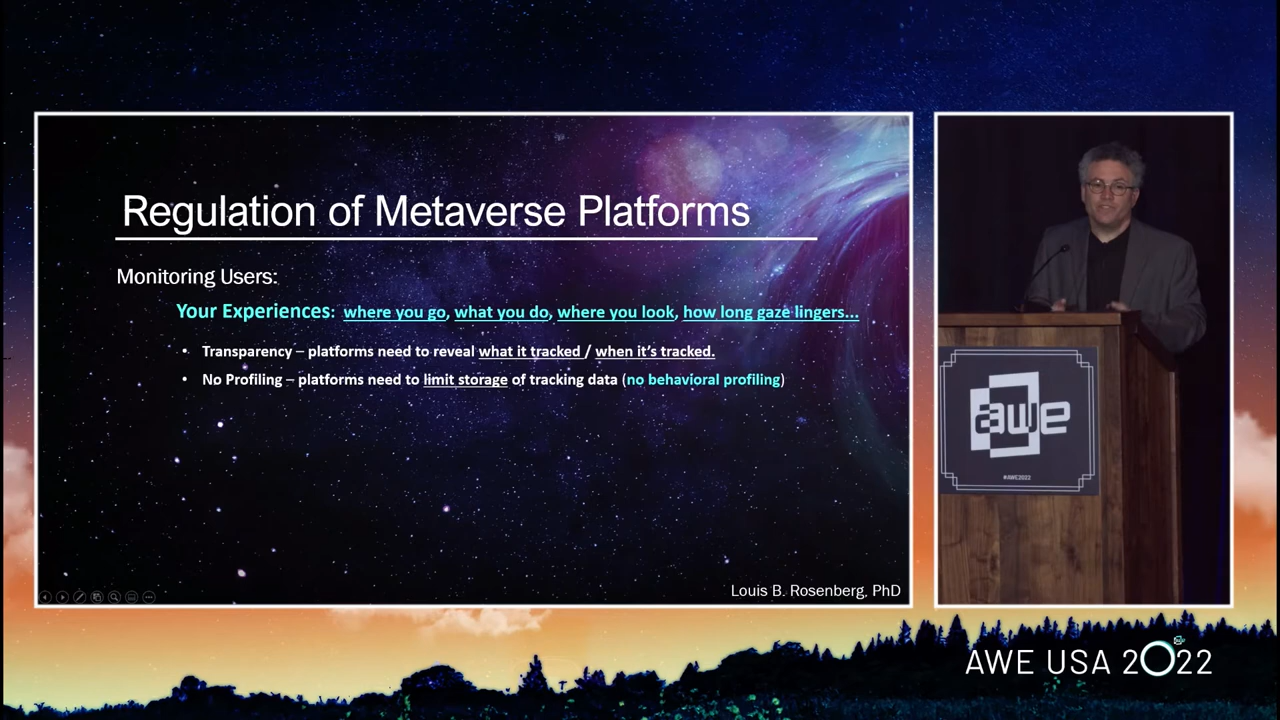 Regulation of Metaverse Platforms
Monitoring Users:
Your Experiences: where you go, what you do, where you look, how long gaze lingers...
• Transparency – platforms need to reveal what it tracked / when it's tracked.
• No Profiling – platforms need to limit storage of tracking data (no behavioral profiling)
Louis B. Rosenberg, PhD
awe
#AWE2022
AWE USA 2022